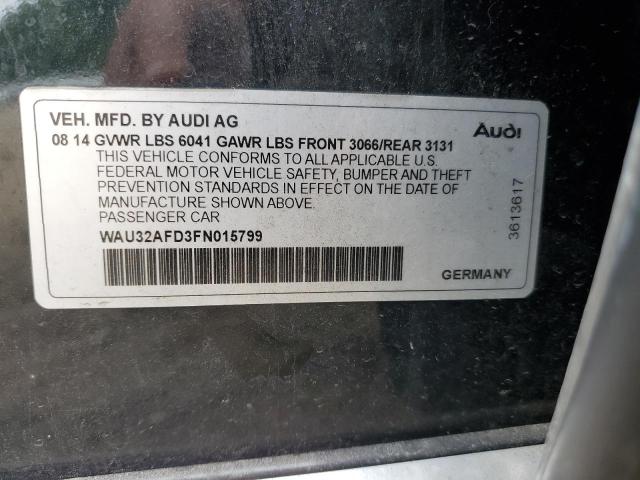 VEH. MFD. BY AUDI AG
08 14 GVWR LBS 6041 GAWR LBS FRONT 3066/REAR 3131
THIS VEHICLE CONFORMS TO ALL APPLICABLE U.S.
FEDERAL MOTOR VEHICLE SAFETY, BUMPER AND THEFT
PREVENTION STANDARDS IN EFFECT ON THE DATE OF
MANUFACTURE SHOWN ABOVE.
PASSENGER CAR
WAU32AFD3FN015799
Audi
3613617
GERMANY